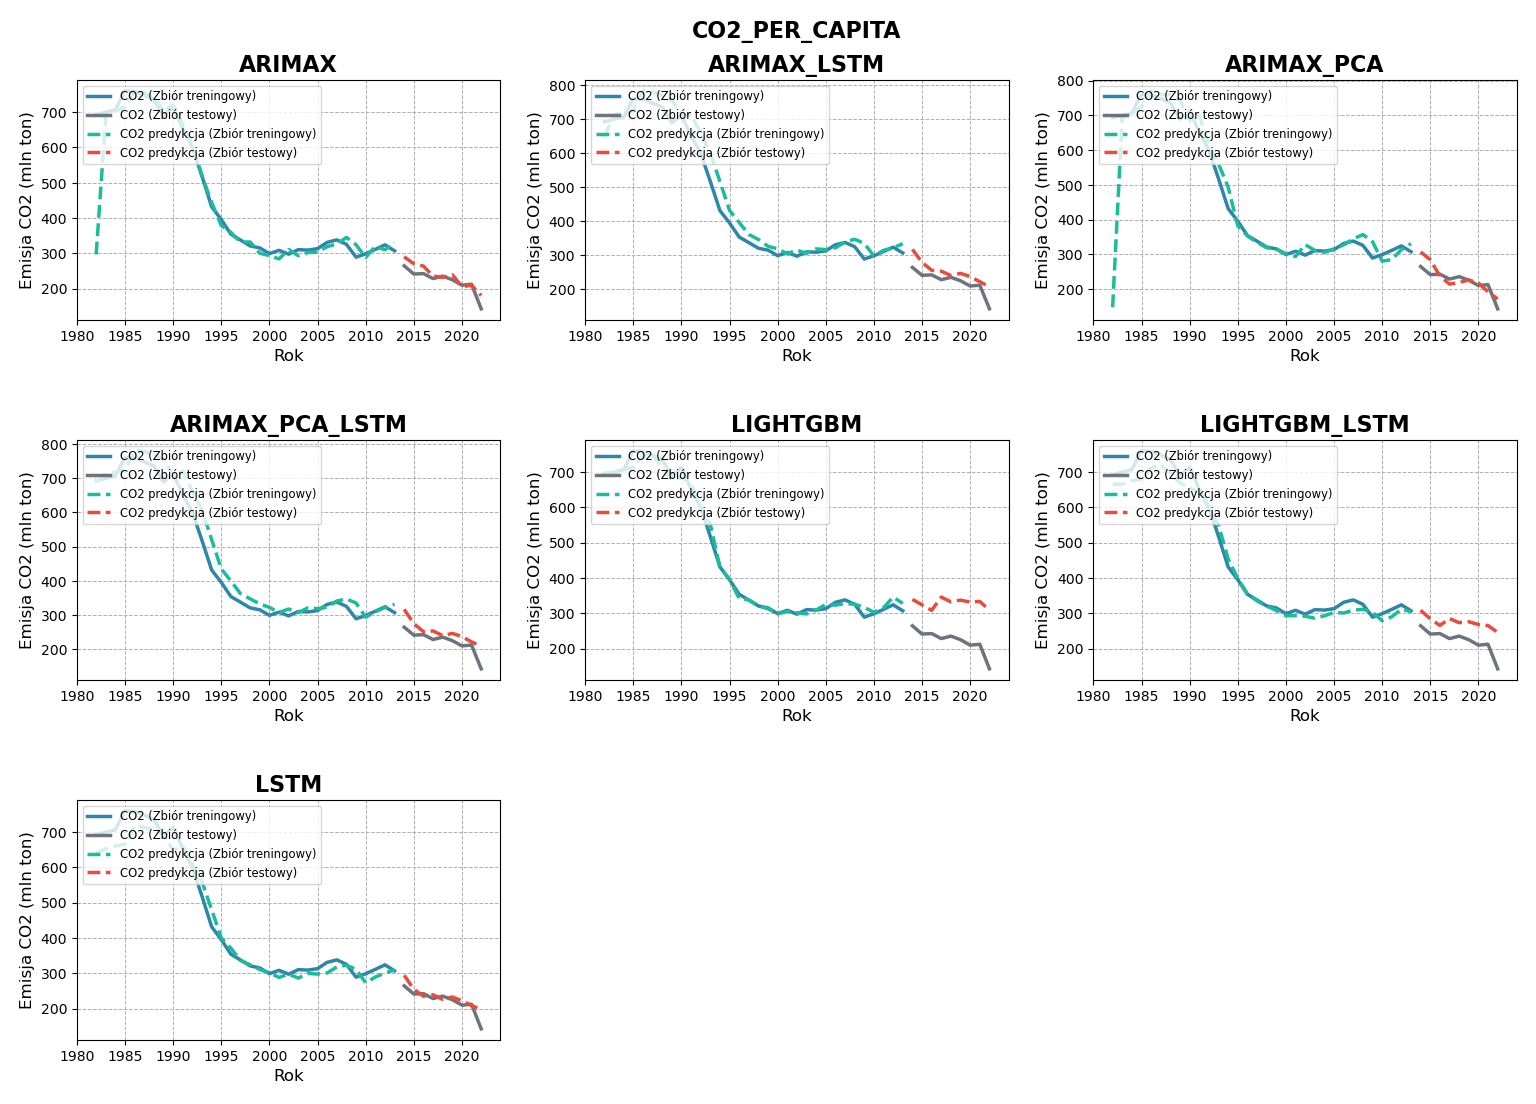 CO2_PER_CAPITA
ARIMAX
Emisja CO2 (mln ton)
700
600
500
400
300
200
CO2 (Zbiór treningowy)
CO2 (Zbiór testowy)
CO2 predykcja (Zbiór treningowy)
CO2 predykcja (Zbiór testowy)
1980 1985 1990 1995 2000 2005 2010 2015 2020
Rok
ARIMAX_LSTM
Emisja CO2 (mln ton)
800
700
600
500
400
300
200
CO2 (Zbiór treningowy)
CO2 (Zbiór testowy)
CO2 predykcja (Zbiór treningowy)
CO2 predykcja (Zbiór testowy)
1980 1985 1990 1995 2000 2005 2010 2015 2020
Rok
ARIMAX_PCA
Emisja CO2 (mln ton)
800
700
600
500
400
300
200
CO2 (Zbiór treningowy)
CO2 (Zbiór testowy)
CO2 predykcja (Zbiór treningowy)
CO2 predykcja (Zbiór testowy)
1980 1985 1990 1995 2000 2005 2010 2015 2020
Rok
ARIMAX_PCA_LSTM
Emisja CO2 (mln ton)
800
700
600
500
400
300
200
CO2 (Zbiór treningowy)
CO2 (Zbiór testowy)
CO2 predykcja (Zbiór treningowy)
CO2 predykcja (Zbiór testowy)
1980 1985 1990 1995 2000 2005 2010 2015 2020
Rok
LIGHTGBM
Emisja CO2 (mln ton)
700
600
500
400
300
200
CO2 (Zbiór treningowy)
CO2 (Zbiór testowy)
CO2 predykcja (Zbiór treningowy)
CO2 predykcja (Zbiór testowy)
1980 1985 1990 1995 2000 2005 2010 2015 2020
Rok
LIGHTGBM_LSTM
Emisja CO2 (mln ton)
700
600
500
400
300
200
CO2 (Zbiór treningowy)
CO2 (Zbiór testowy)
CO2 predykcja (Zbiór treningowy)
CO2 predykcja (Zbiór testowy)
1980 1985 1990 1995 2000 2005 2010 2015 2020
Rok
LSTM
Emisja CO2 (mln ton)
700
600
500
400
300
200
CO2 (Zbiór treningowy)
CO2 (Zbiór testowy)
CO2 predykcja (Zbiór treningowy)
CO2 predykcja (Zbiór testowy)
1980 1985 1990 1995 2000 2005 2010 2015 2020
Rok